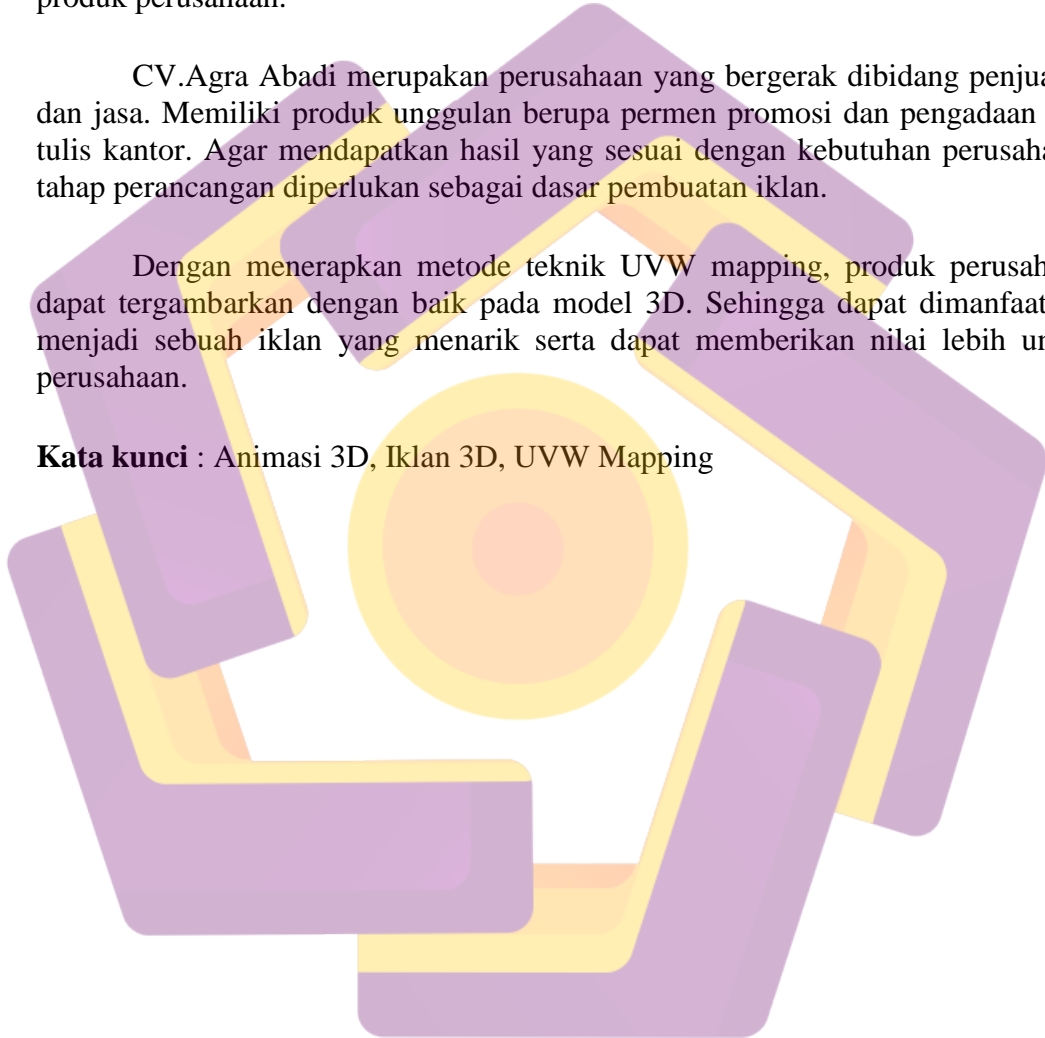 produk perusahaan.
CV.Agra Abadi merupakan perusahaan yang bergerak dibidang penjua
dan jasa. Memiliki produk unggulan berupa permen promosi dan pengadaan
tulis kantor. Agar mendapatkan hasil yang sesuai dengan kebutuhan perusaha
tahap perancangan diperlukan sebagai dasar pembuatan iklan.
Dengan menerapkan metode teknik UVW mapping, produk perusah
dapat tergambarkan dengan baik pada model 3D. Sehingga dapat dimanfaat
menjadi sebuah iklan yang menarik serta dapat memberikan nilai lebih un
perusahaan.
Kata kunci : Animasi 3D, Iklan 3D, UVW Mapping